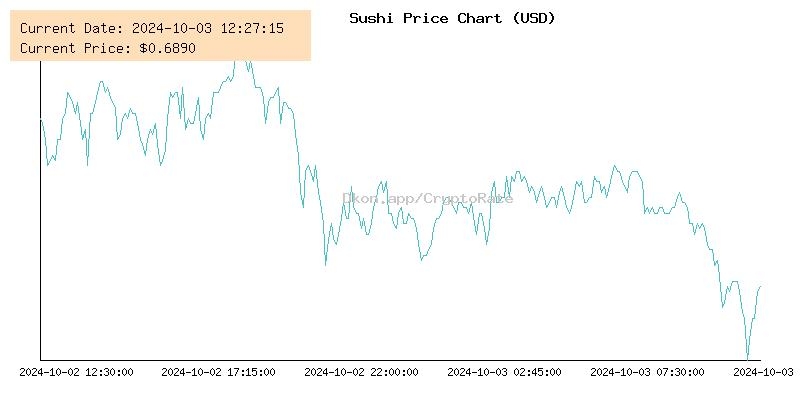 Sushi Price Chart (USD)
Current Date: 2024-10-03 12:27:15
Current Price: $0.6890
Dkon.app/CryptoRate
2024-10-02 12:30:00 2024-10-02 17:15:00 2024-10-02 22:00:00 2024-10-03 02:45:00 2024-10-03 07:30:00 2024-10-03